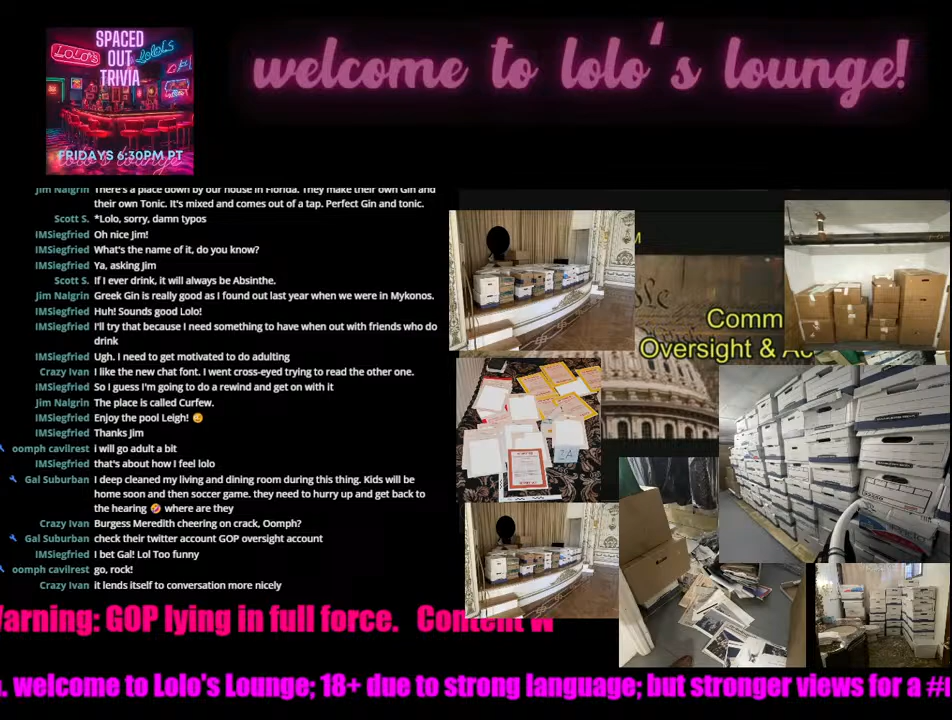 SPACED
OUT
TRIVIA
LOLO'S
FRIDAYS 6:30PM PT
lolo's lounge
welcome to lolo's lounge!
Jim Nalgrin There's a place down by our house in Florida. They make their own Gin and
their own Tonic. It's mixed and comes out of a tap. Perfect Gin and tonic.
Scott S. *Lolo, sorry, damn typos
IMSiegfried Oh nice Jim!
IMSiegfried What's the name of it, do you know?
IMSiegfried Ya, asking Jim
Scott S. If I ever drink, it will always be Absinthe.
Jim Nalgrin Greek Gin is really good as I found out last year when we were in Mykonos.
IMSiegfried Huh! Sounds good Lolo!
IMSiegfried I'll try that because I need something to have when out with friends who do
drink
IMSiegfried Ugh. I need to get motivated to do adulting
Crazy Ivan I like the new chat font. I went cross-eyed trying to read the other one.
IMSiegfried So I guess I'm going to do a rewind and get on with it
Jim Nalgrin The place is called Curfew.
IMSiegfried Enjoy the pool Leigh! 😜
IMSiegfried Thanks Jim
oomph cavilrest i will go adult a bit
IMSiegfried that's about how I feel lolo
Gal Suburban I deep cleaned my living and dining room during this thing. Kids will be
home soon and then soccer game. they need to hurry up and get back to
the hearing 🤣 where are they
Crazy Ivan Burgess Meredith cheering on crack, Oomph?
Gal Suburban check their twitter account GOP oversight account
IMSiegfried I bet Gal! Lol Too funny
oomph cavilrest go, rock!
Crazy Ivan it lends itself to conversation more nicely
We
Comm
Oversight & Ac
2A
Warning: GOP lying in full force. Content W
. welcome to Lolo's Lounge; 18+ due to strong language; but stronger views for a #